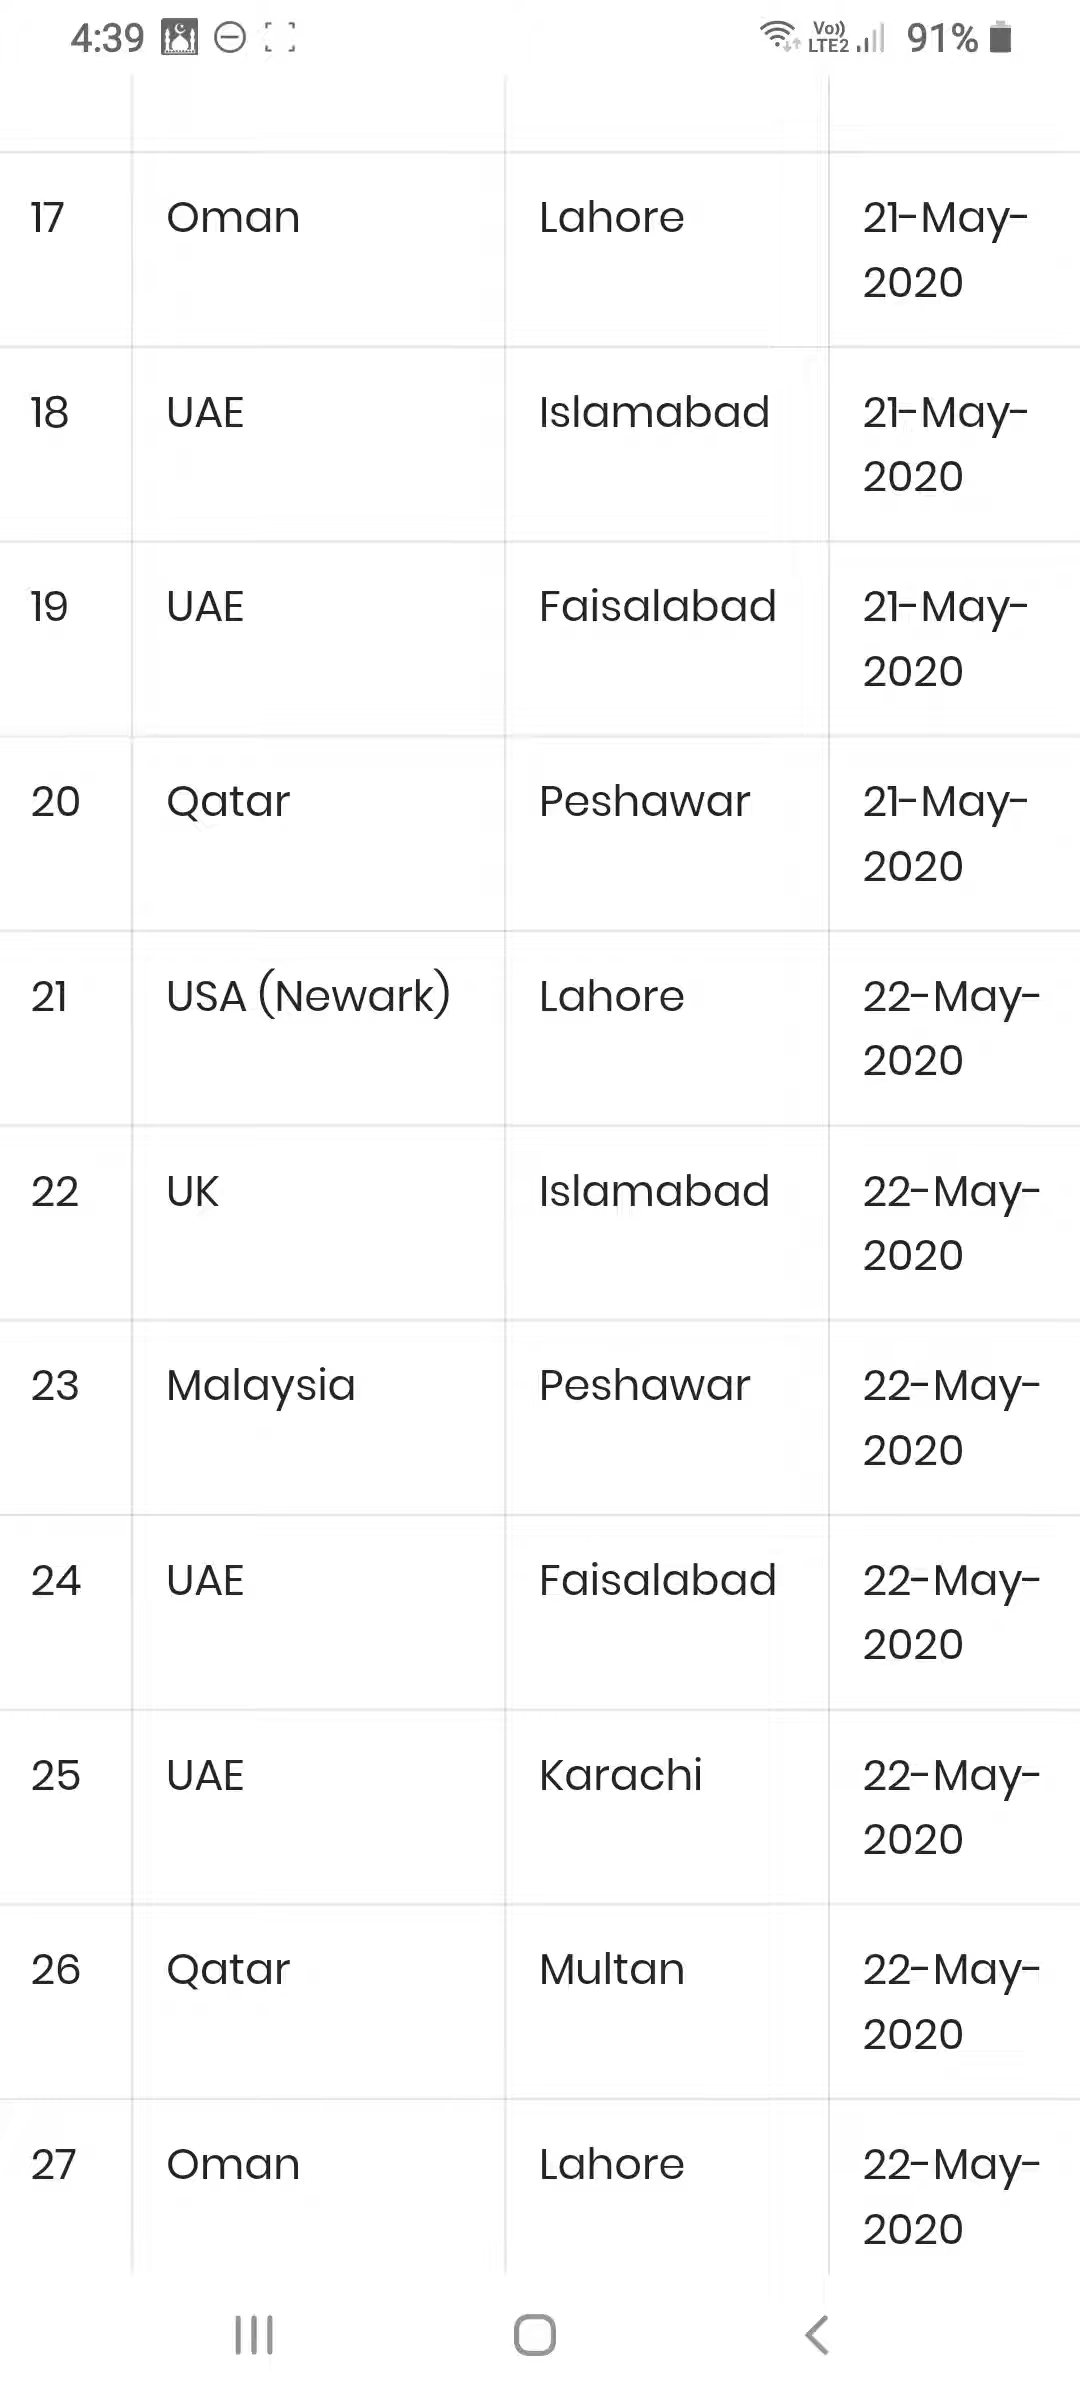 4:39 Vo)) LTE2 91%
17 Oman Lahore 21-May-
2020
18 UAE Islamabad 21-May-
2020
19 UAE Faisalabad 21-May-
2020
20 Qatar Peshawar 21-May-
2020
21 USA (Newark) Lahore 22-May-
2020
22 UK Islamabad 22-May-
2020
23 Malaysia Peshawar 22-May-
2020
24 UAE Faisalabad 22-May-
2020
25 UAE Karachi 22-May-
2020
26 Qatar Multan 22-May-
2020
27 Oman Lahore 22-May-
2020